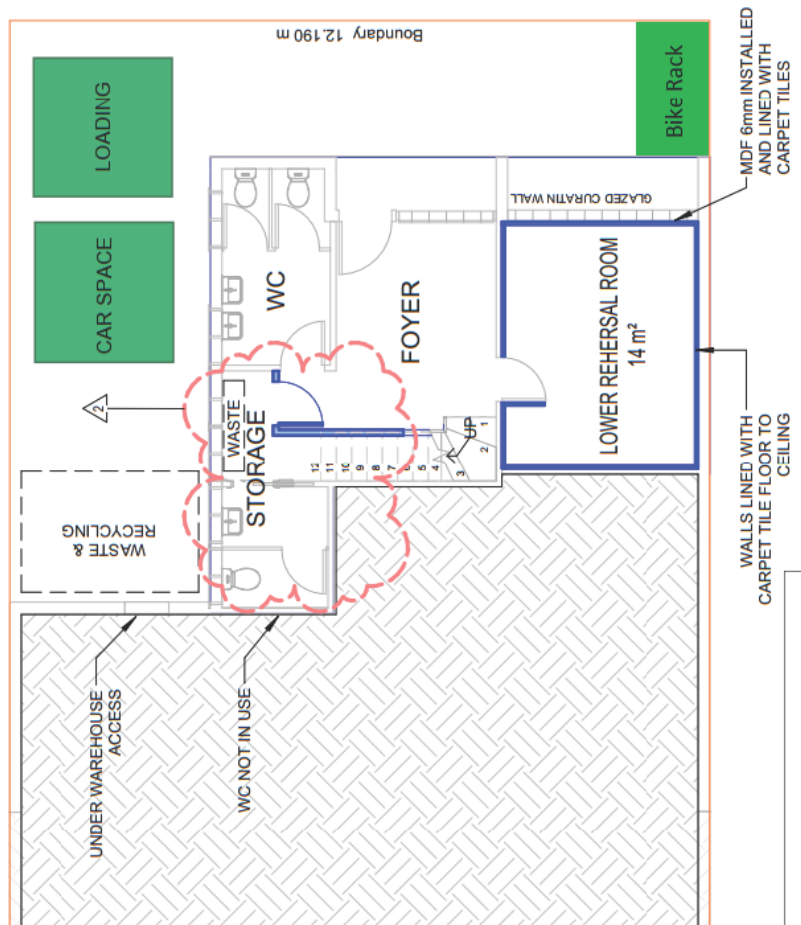 Boundary 12.190 m
LOADING
CAR SPACE
Bike Rack
MDF 6mm INSTALLED
AND LINED WITH
CARPET TILES
GLAZED CURATIN WALL
WC
FOYER
2
WASTE
STORAGE
WASTE &
RECYCLING
LOWER REHERSAL ROOM
14 m²
UP
12
11
10
9
8
7
6
5
4
3
2
1
WALLS LINED WITH
CARPET TILE FLOOR TO
CEILING
UNDER WAREHOUSE
ACCESS
WC NOT IN USE